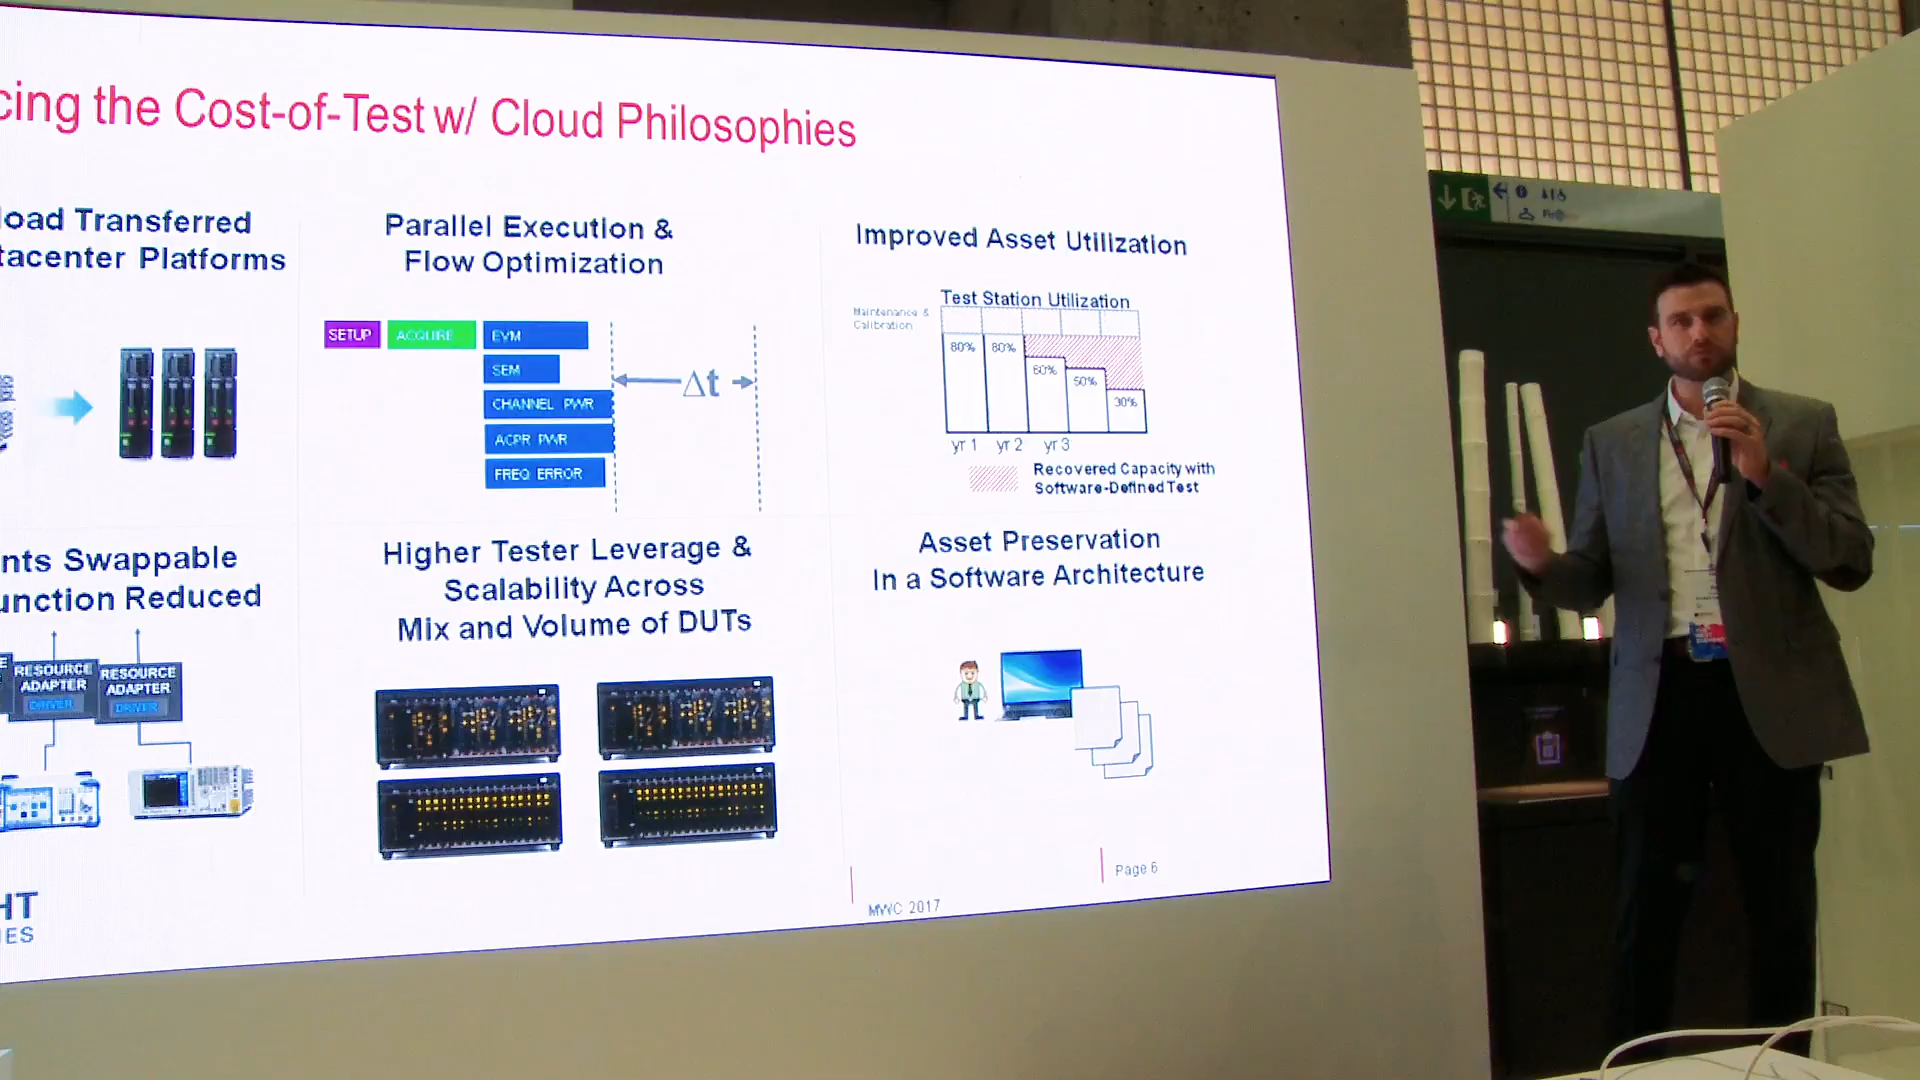 cing the Cost-of-Test w/ Cloud Philosophies
load Transferred
tacenter Platforms
Parallel Execution &
Flow Optimization
SETUP
ACQUIRE
EVM
SEM
CHANNEL PWR
ACPR PWR
FREQ ERROR
Δt
Improved Asset Utilization
Test Station Utilization
Maintenance &
Calibration
80%
80%
60%
50%
30%
yr 1 yr 2 yr 3
Recovered Capacity with
Software-Defined Test
nts Swappable
unction Reduced
RESOURCE
ADAPTER
DRIVER
RESOURCE
ADAPTER
DRIVER
Higher Tester Leverage &
Scalability Across
Mix and Volume of DUTs
Asset Preservation
In a Software Architecture
HT
IES
MWC 2017
Page 6